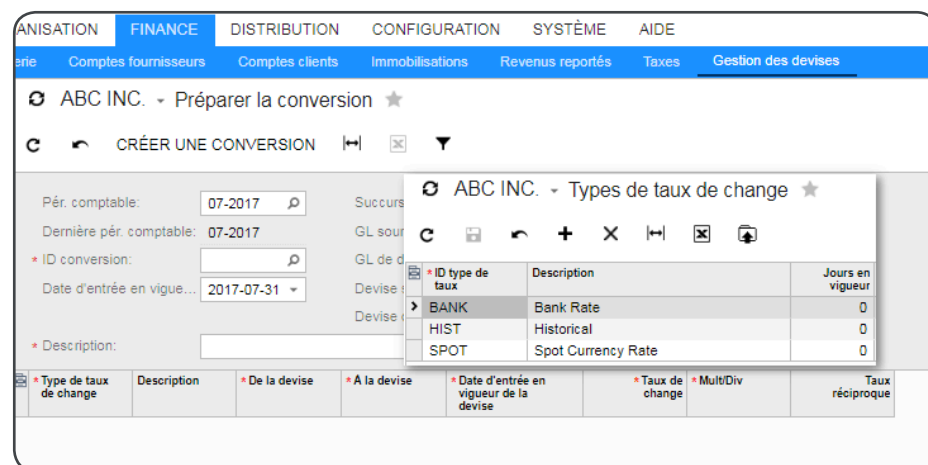 ANISATION FINANCE DISTRIBUTION CONFIGURATION SYSTÈME AIDE
erie Comptes fournisseurs Comptes clients Immobilisations Revenus reportés Taxes Gestion des devises
ABC INC. - Préparer la conversion
CRÉER UNE CONVERSION
Pér. comptable: 07-2017 Succurs
Dernière pér. comptable: 07-2017 GL sour
* ID conversion: GL de d
Date d'entrée en vigue... 2017-07-31 Devise s
Devise
* Description:
* Type de taux de change Description * De la devise * À la devise * Date d'entrée en vigueur de la devise * Taux de change * Mult/Div Taux réciproque
ABC INC. - Types de taux de change
* ID type de taux Description Jours en vigueur
BANK Bank Rate 0
HIST Historical 0
SPOT Spot Currency Rate 0